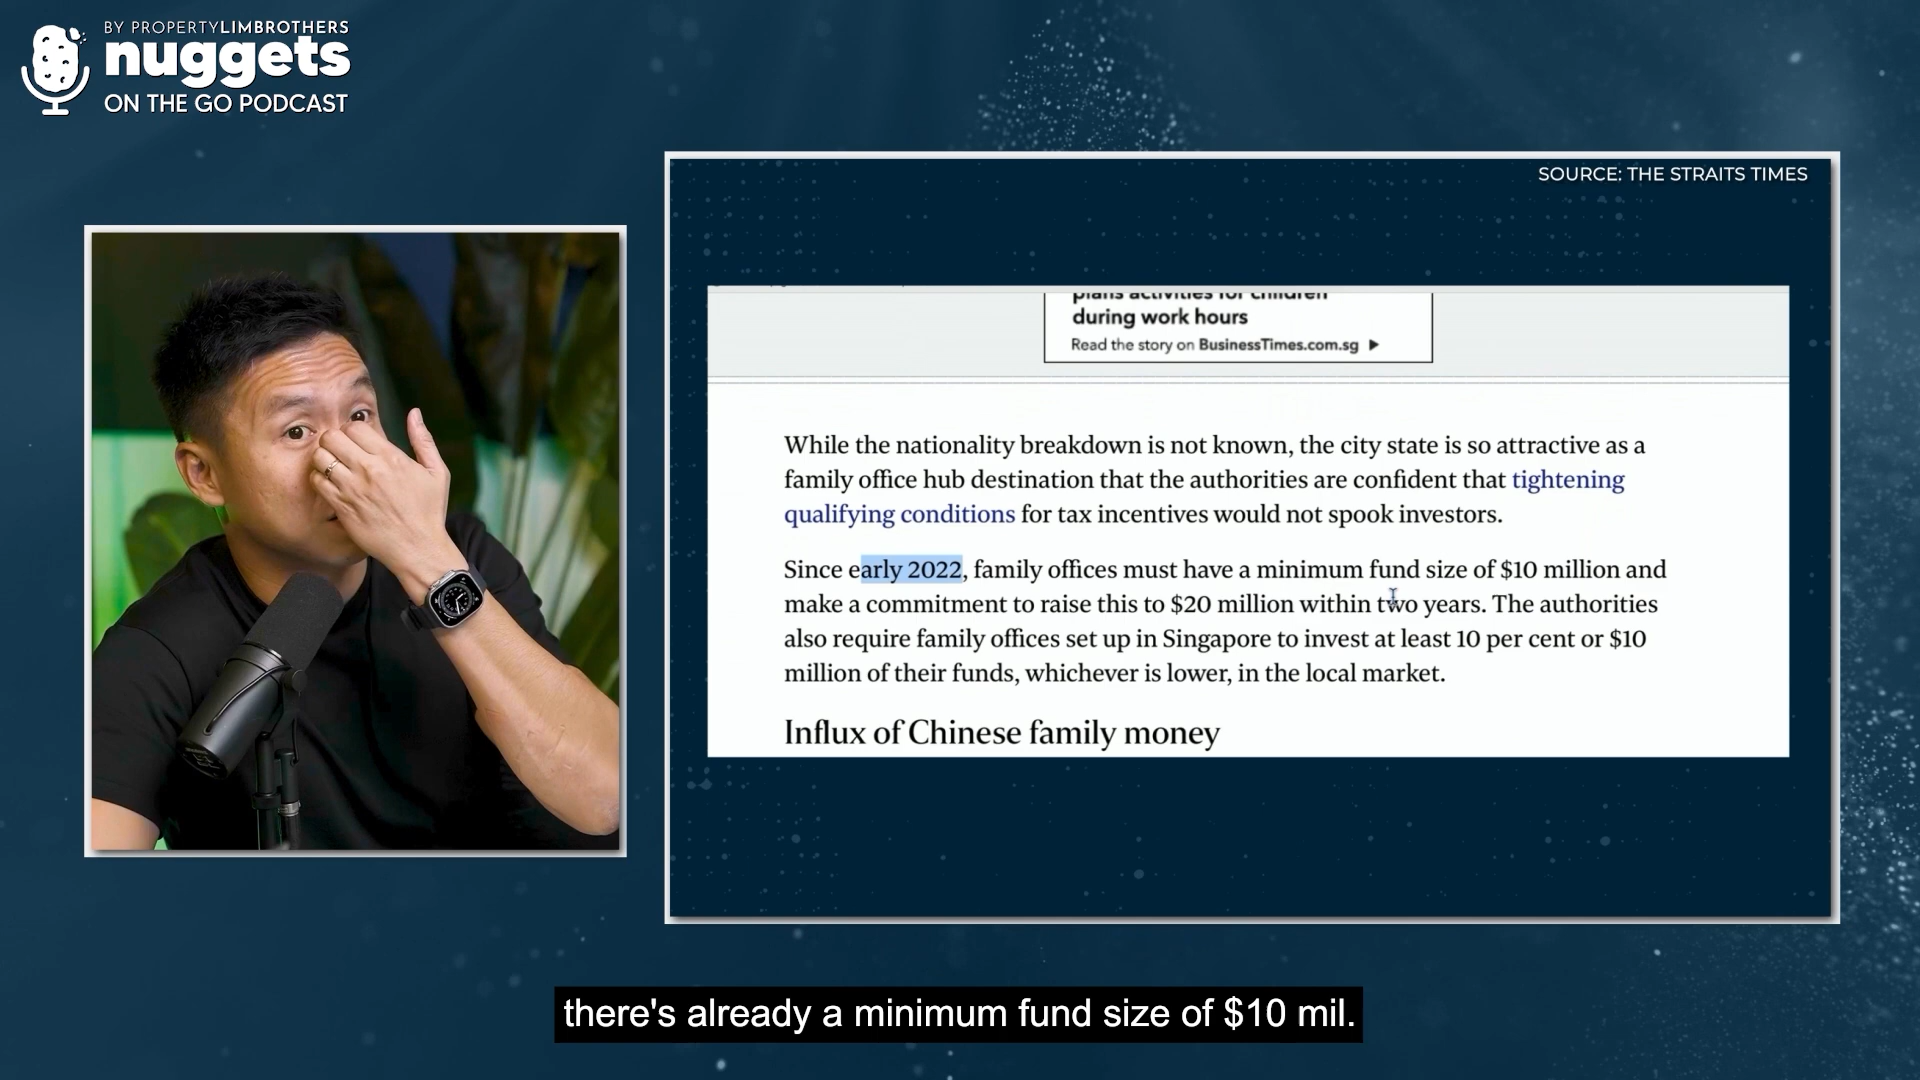 BY PROPERTYLIMBROTHERS
nuggets
ON THE GO PODCAST
SOURCE: THE STRAITS TIMES
plans activities for children
during work hours
Read the story on BusinessTimes.com.sg
While the nationality breakdown is not known, the city state is so attractive as a
family office hub destination that the authorities are confident that tightening
qualifying conditions for tax incentives would not spook investors.
Since early 2022, family offices must have a minimum fund size of $10 million and
make a commitment to raise this to $20 million within two years. The authorities
also require family offices set up in Singapore to invest at least 10 per cent or $10
million of their funds, whichever is lower, in the local market.
Influx of Chinese family money
there's already a minimum fund size of $10 mil.